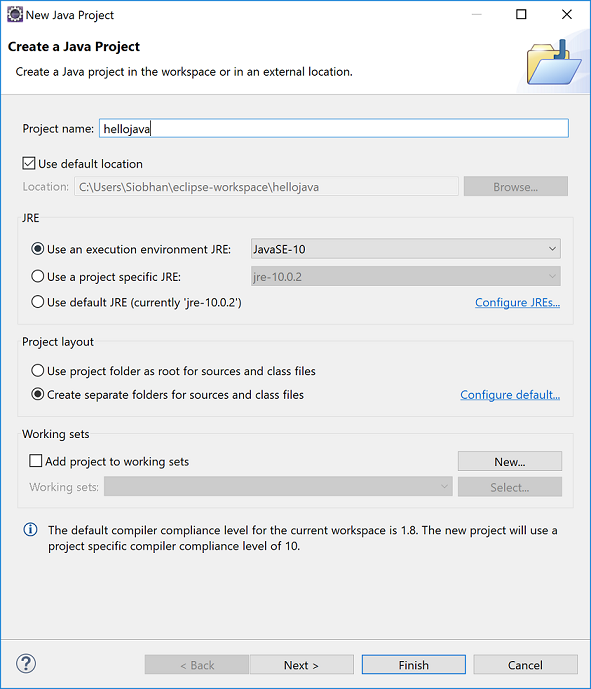 New Java Project
Create a Java Project
Create a Java project in the workspace or in an external location.
Project name: hellojava
Use default location
Location: C:\Users\Siobhan\eclipse-workspace\hellojava Browse...
JRE
Use an execution environment JRE: JavaSE-10
Use a project specific JRE: jre-10.0.2
Use default JRE (currently 'jre-10.0.2') Configure JREs...
Project layout
Use project folder as root for sources and class files
Create separate folders for sources and class files Configure default...
Working sets
Add project to working sets New...
Working sets: Select...
The default compiler compliance level for the current workspace is 1.8. The new project will use a
project specific compiler compliance level of 10.
? < Back Next > Finish Cancel